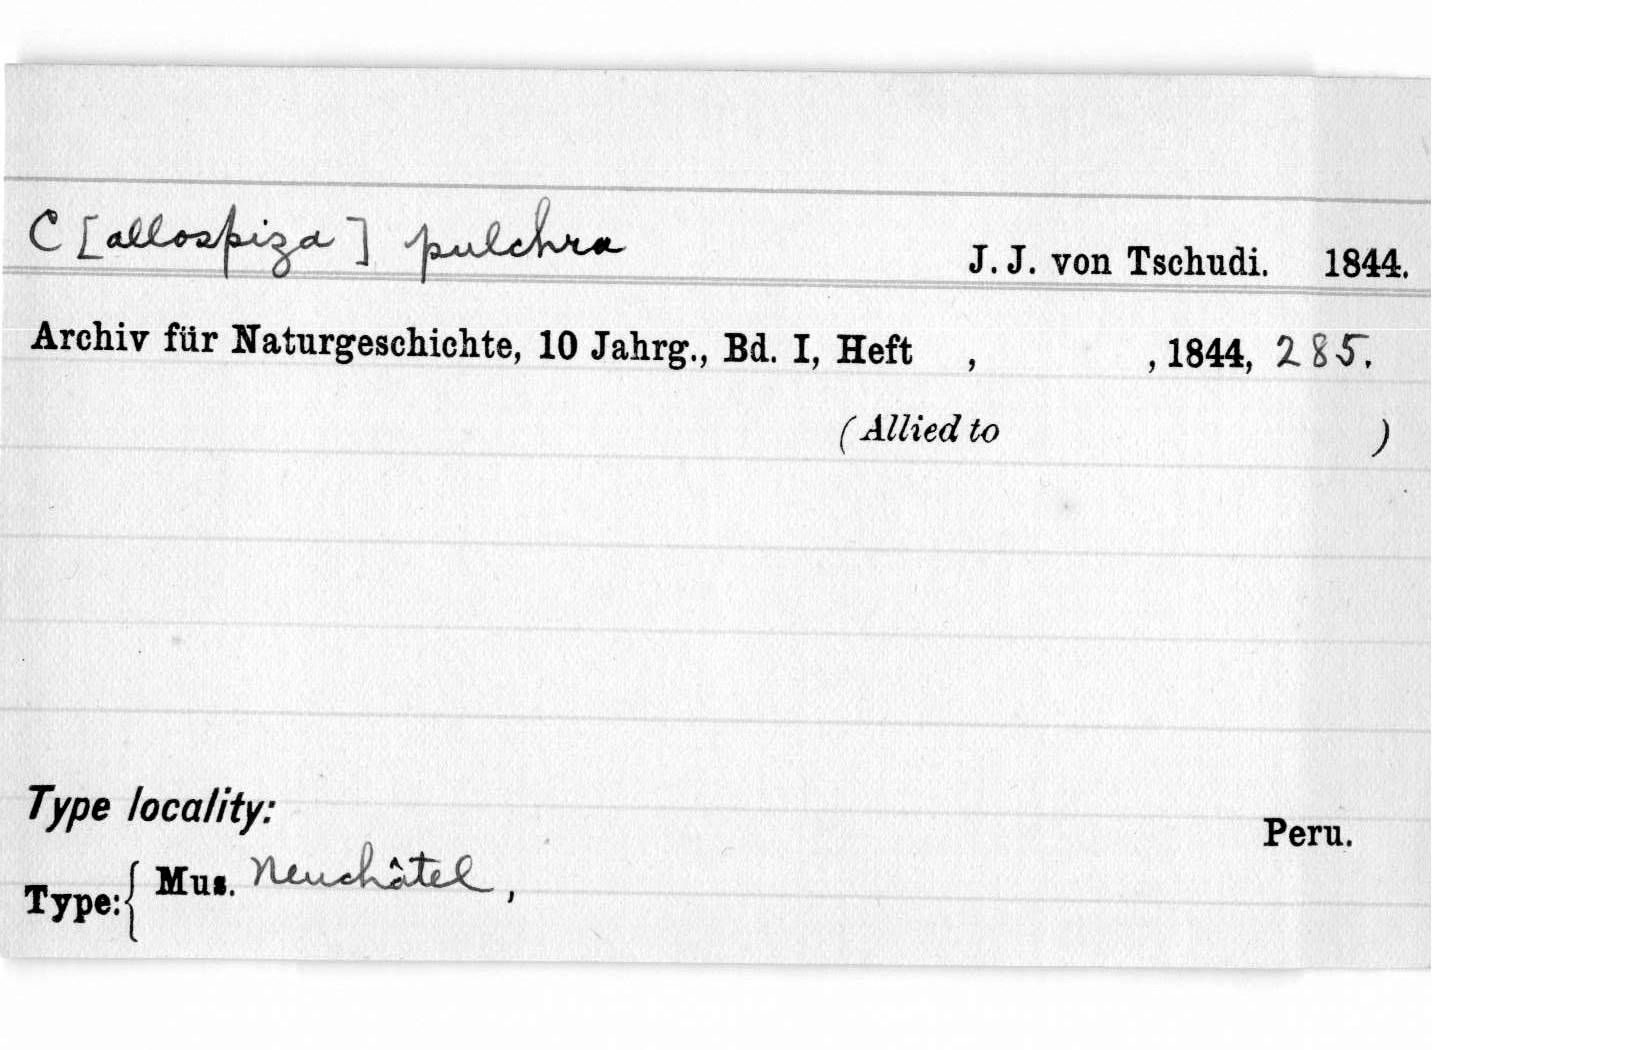 C [allospiza] pulchra
J. J. von Tschudi. 1844.
Archiv für Naturgeschichte, 10 Jahrg., Bd. I, Heft , , 1844, 285.
(Allied to )
Type locality:
Peru.
Type: { Mus. Neuchâtel ,